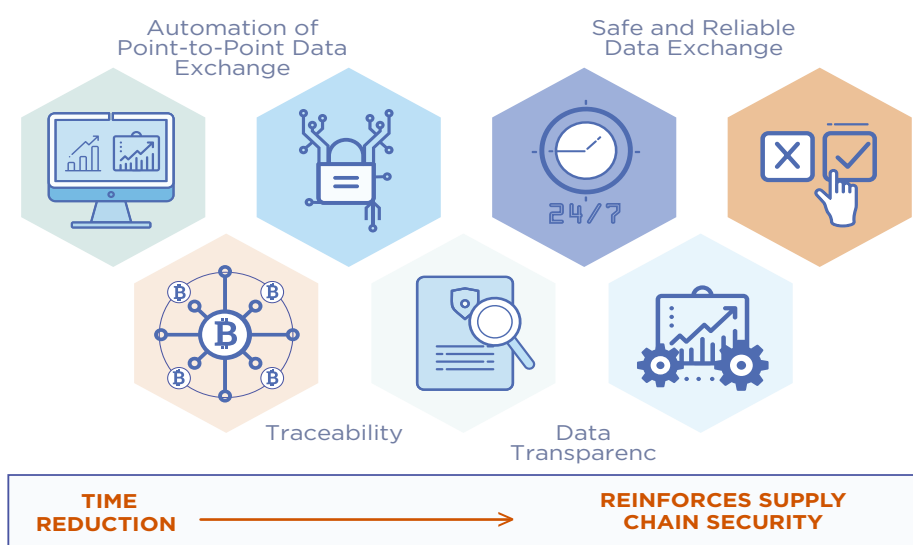 Automation of
Point-to-Point Data
Exchange
Safe and Reliable
Data Exchange
24/7
Traceability
Data
Transparenc
TIME
REDUCTION
REINFORCES SUPPLY
CHAIN SECURITY